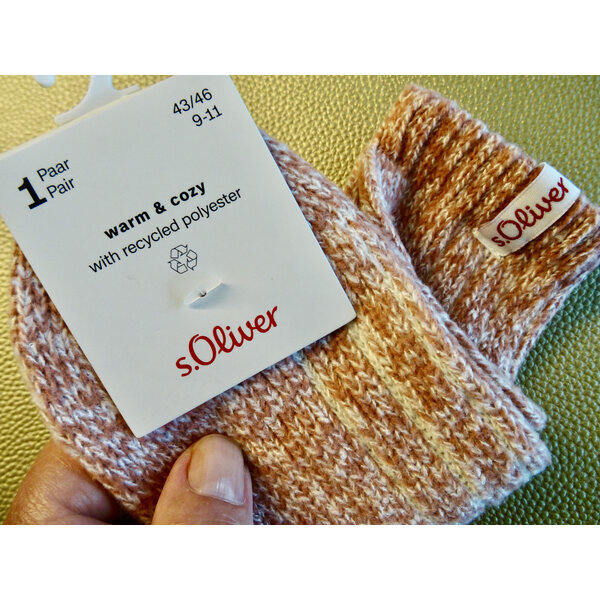 43/46
9-11
1 Paar
Pair
warm & cozy
with recycled polyester
s.Oliver
s.Oliver